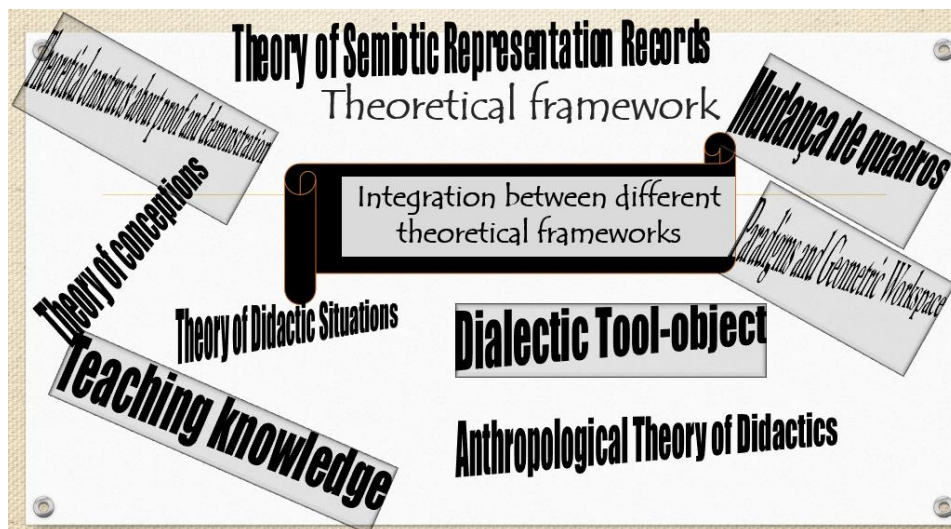 Theory of Semiotic Representation Records
Theoretical framework
Theoretical constructs about proof and demonstration
Mudança de quadros
Integration between different
theoretical frameworks
Theory of conceptions
Paradigms and Geometric Workspace
Theory of Didactic Situations
Dialectic Tool-object
Teaching knowledge
Anthropological Theory of Didactics